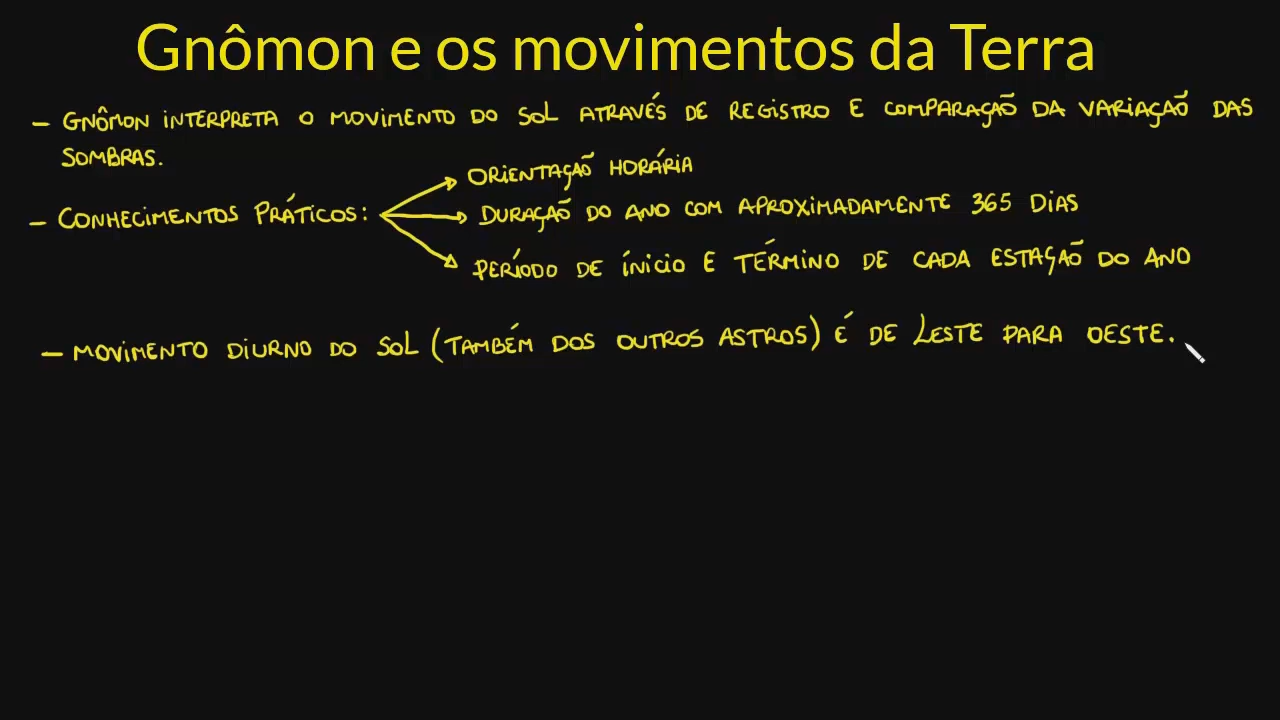 Gnômon e os movimentos da Terra
- GNÔMON INTERPRETA O MOVIMENTO DO SOL ATRAVÉS DE REGISTRO E COMPARAÇÃO DA VARIAÇÃO DAS
SOMBRAS.
ORIENTAÇÃO HORÁRIA
- CONHECIMENTOS PRÁTICOS:
DURAÇÃO DO ANO COM APROXIMADAMENTE 365 DIAS
PERÍODO DE ÍNICIO E TÉRMINO DE CADA ESTAÇÃO DO ANO
- MOVIMENTO DIURNO DO SOL (TAMBÉM DOS OUTROS ASTROS) É DE LESTE PARA OESTE.